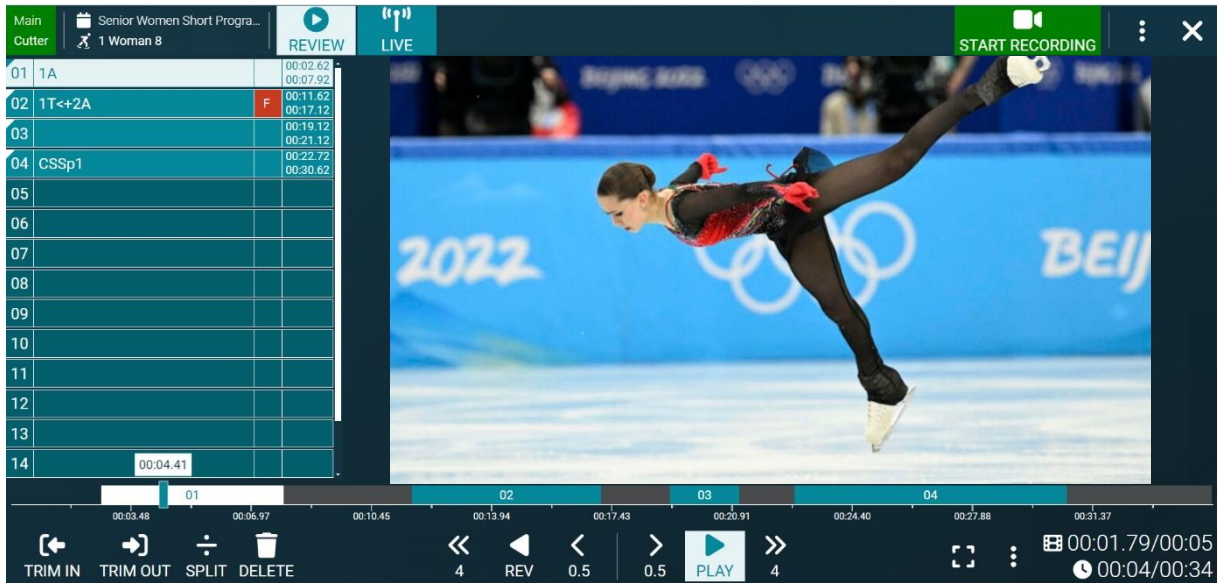 Main
Cutter
Senior Women Short Progra...
1 Woman 8
REVIEW
LIVE
START RECORDING
01 1A 00:02.62
00:07.92
02 1T<+2A F 00:11.62
00:17.12
03 00:19.12
00:21.12
04 CSSp1 00:22.72
00:30.62
05
06
07
08
09
10
11
12
13
14
BEIJING 2022
2022
BEIJ
00:04.41
01 02 03 04
00:03.48 00:06.97 00:10.45 00:13.94 00:17.43 00:20.91 00:24.40 00:27.88 00:31.37
TRIM IN TRIM OUT SPLIT DELETE 4 REV 0.5 0.5 PLAY 4
00:01.79/00:05
00:04/00:34